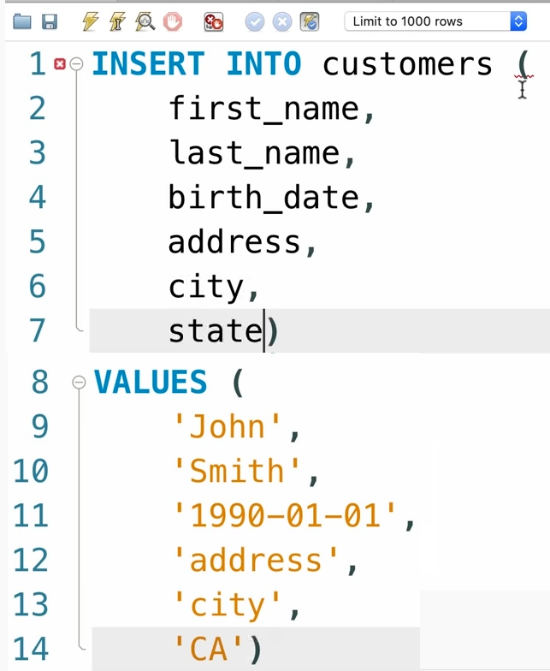 Limit to 1000 rows
1 INSERT INTO customers (
2 first_name,
3 last_name,
4 birth_date,
5 address,
6 city,
7 state)
8 VALUES (
9 'John',
10 'Smith',
11 '1990-01-01',
12 'address',
13 'city',
14 'CA')